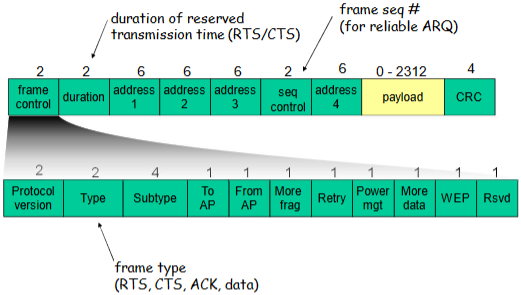 duration of reserved
transmission time (RTS/CTS)
frame seq #
(for reliable ARQ)
2 2 6 6 6 2 6 0 - 2312 4
frame control duration address 1 address 2 address 3 seq control address 4 payload CRC
2 2 4 1 1 1 1 1 1 1 1
Protocol version Type Subtype To AP From AP More frag Retry Power mgt More data WEP Rsvd
frame type
(RTS, CTS, ACK, data)